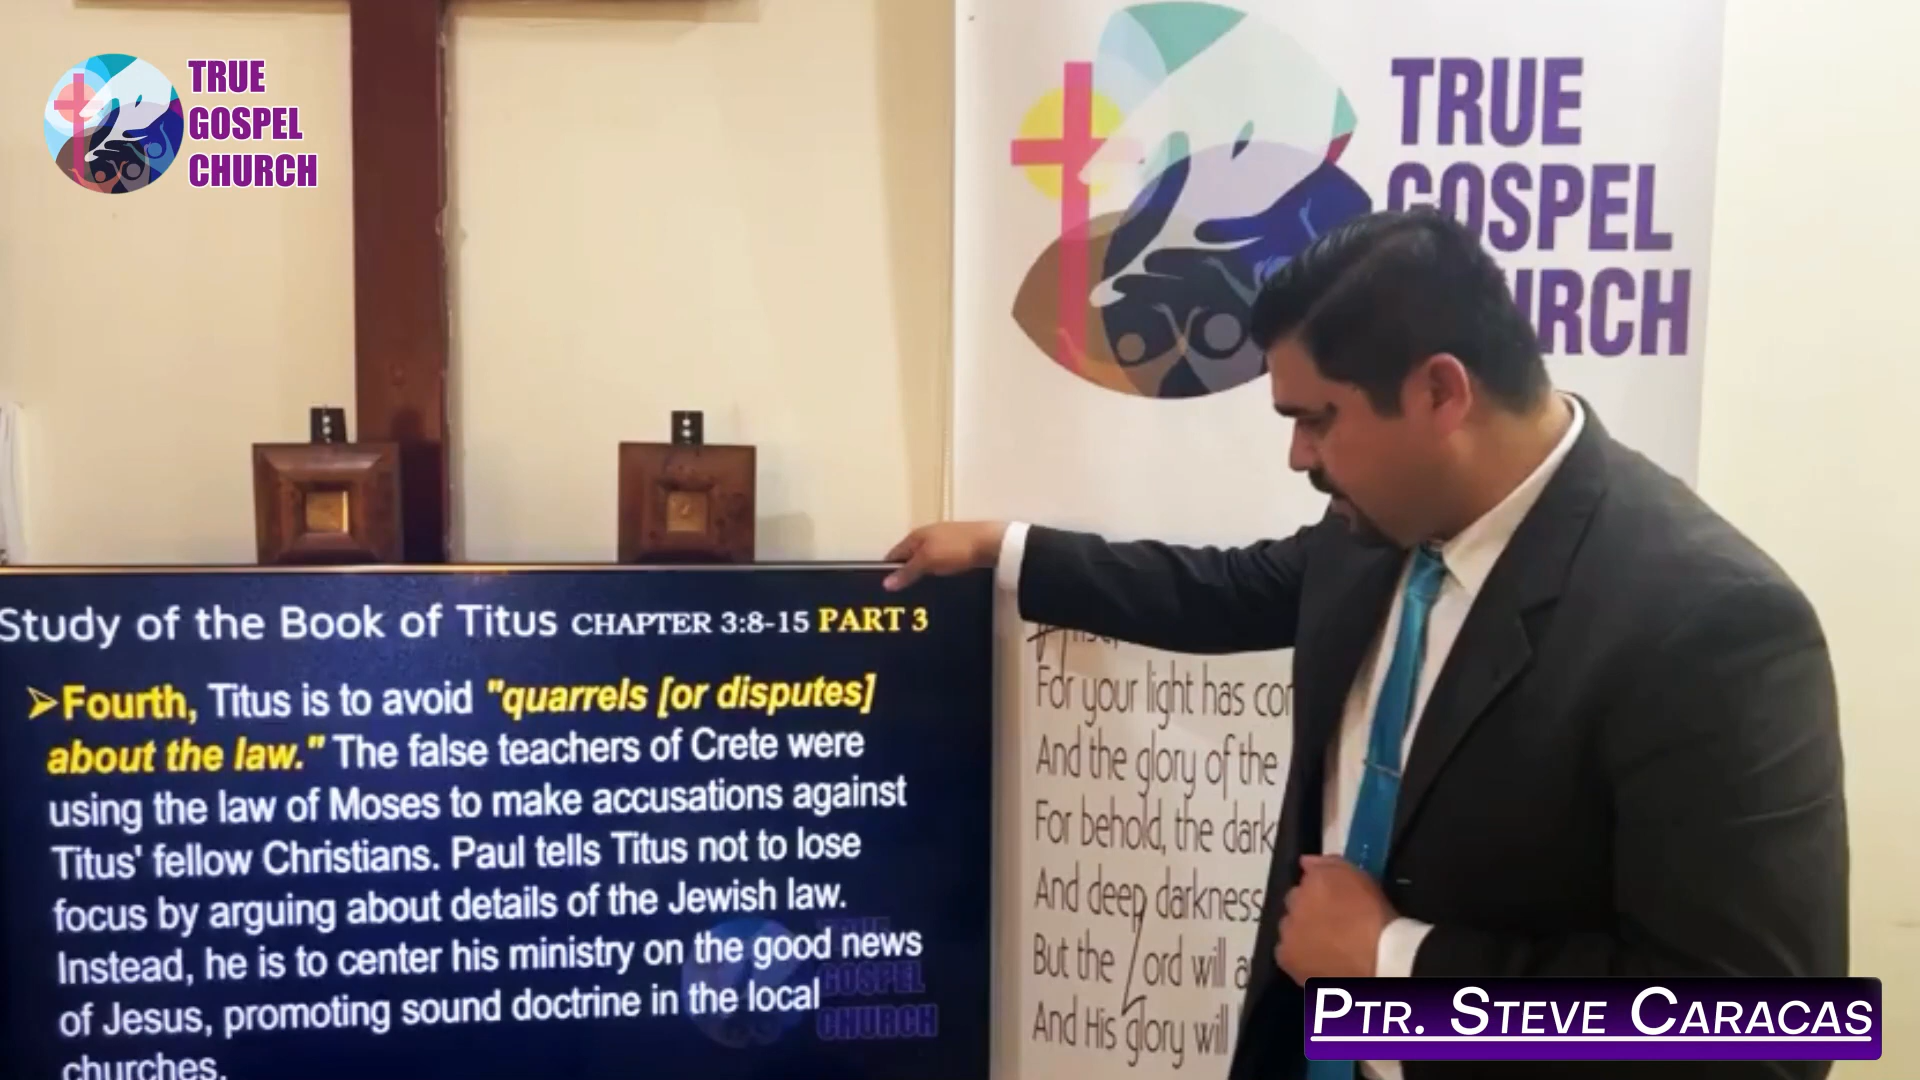 TRUE
GOSPEL
CHURCH
TRUE
GOSPEL
URCH
Study of the Book of Titus CHAPTER 3:8-15 PART 3
➢Fourth, Titus is to avoid "quarrels [or disputes]
about the law." The false teachers of Crete were
using the law of Moses to make accusations against
Titus' fellow Christians. Paul tells Titus not to lose
focus by arguing about details of the Jewish law.
Instead, he is to center his ministry on the good news
of Jesus, promoting sound doctrine in the local
churches.
GOSPEL
CHURCH
For your light has
And the glory of the
For behold, the dark
And deep darkness
But the Lord will
And His glory will
PTR. STEVE CARACAS